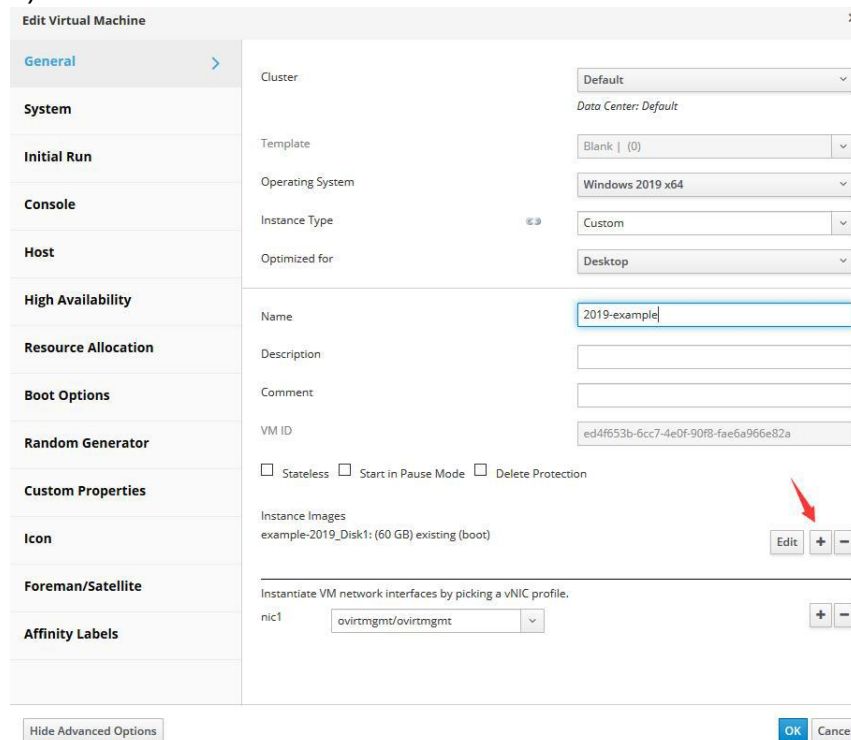 Edit Virtual Machine
General
Cluster
Default
Data Center: Default
System
Template
Blank | (0)
Initial Run
Operating System
Windows 2019 x64
Console
Instance Type
Custom
Host
Optimized for
Desktop
High Availability
Name
2019-example
Resource Allocation
Description
Boot Options
Comment
Random Generator
VM ID
ed4f653b-6cc7-4e0f-90f8-fae6a966e82a
Stateless Start in Pause Mode Delete Protection
Custom Properties
Instance Images
example-2019_Disk1: (60 GB) existing (boot)
Edit + −
Icon
Foreman/Satellite
Instantiate VM network interfaces by picking a vNIC profile.
nic1 ovirtmgmt/ovirtmgmt + −
Affinity Labels
Hide Advanced Options
OK Cance